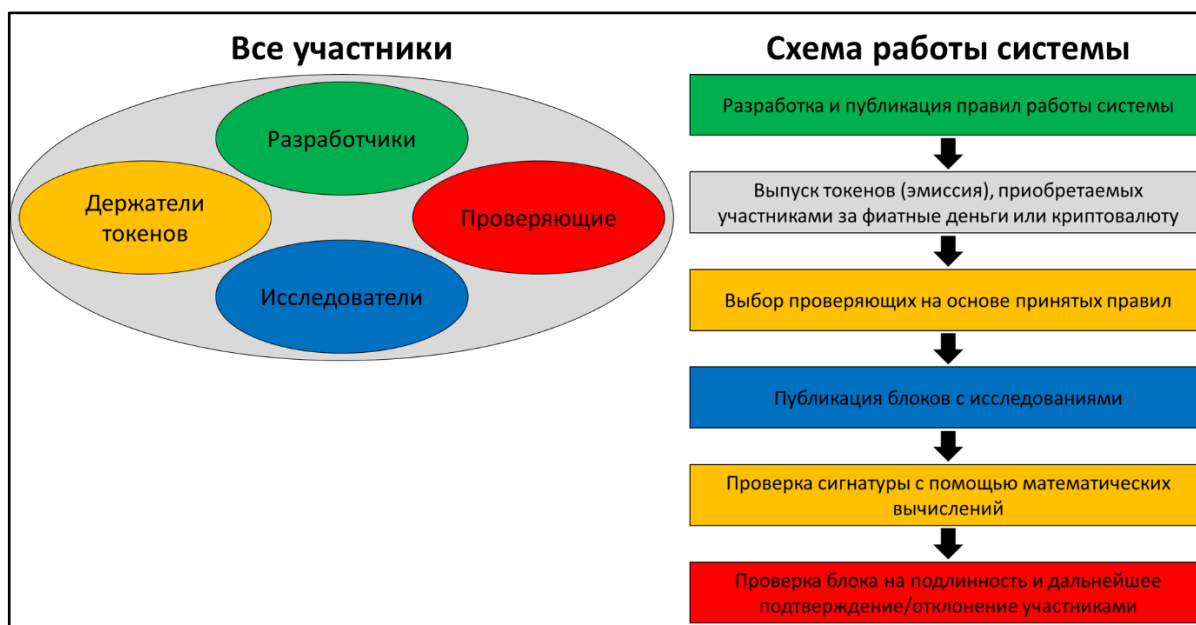 Все участники
Разработчики
Держатели
токенов
Проверяющие
Исследователи
Схема работы системы
Разработка и публикация правил работы системы
Выпуск токенов (эмиссия), приобретаемых
участниками за фиатные деньги или криптовалюту
Выбор проверяющих на основе принятых правил
Публикация блоков с исследованиями
Проверка сигнатуры с помощью математических
вычислений
Проверка блока на подлинность и дальнейшее
подтверждение/отклонение участниками